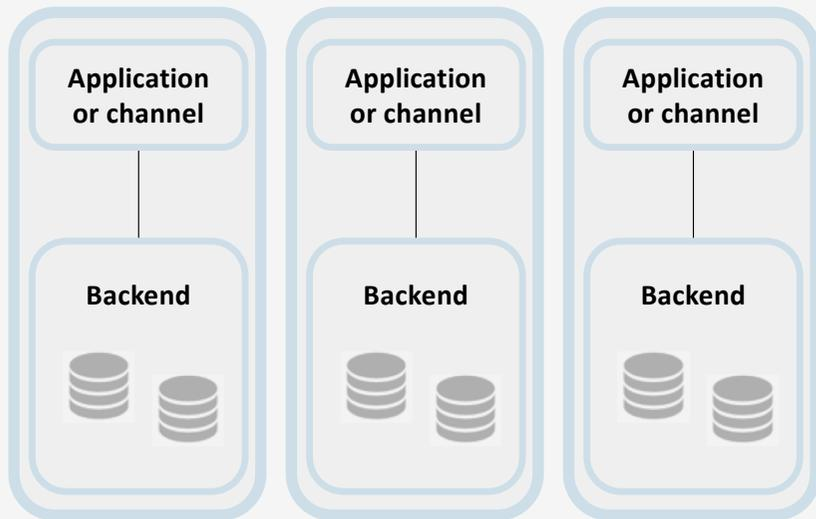 Application
or channel
Application
or channel
Application
or channel
Backend
Backend
Backend